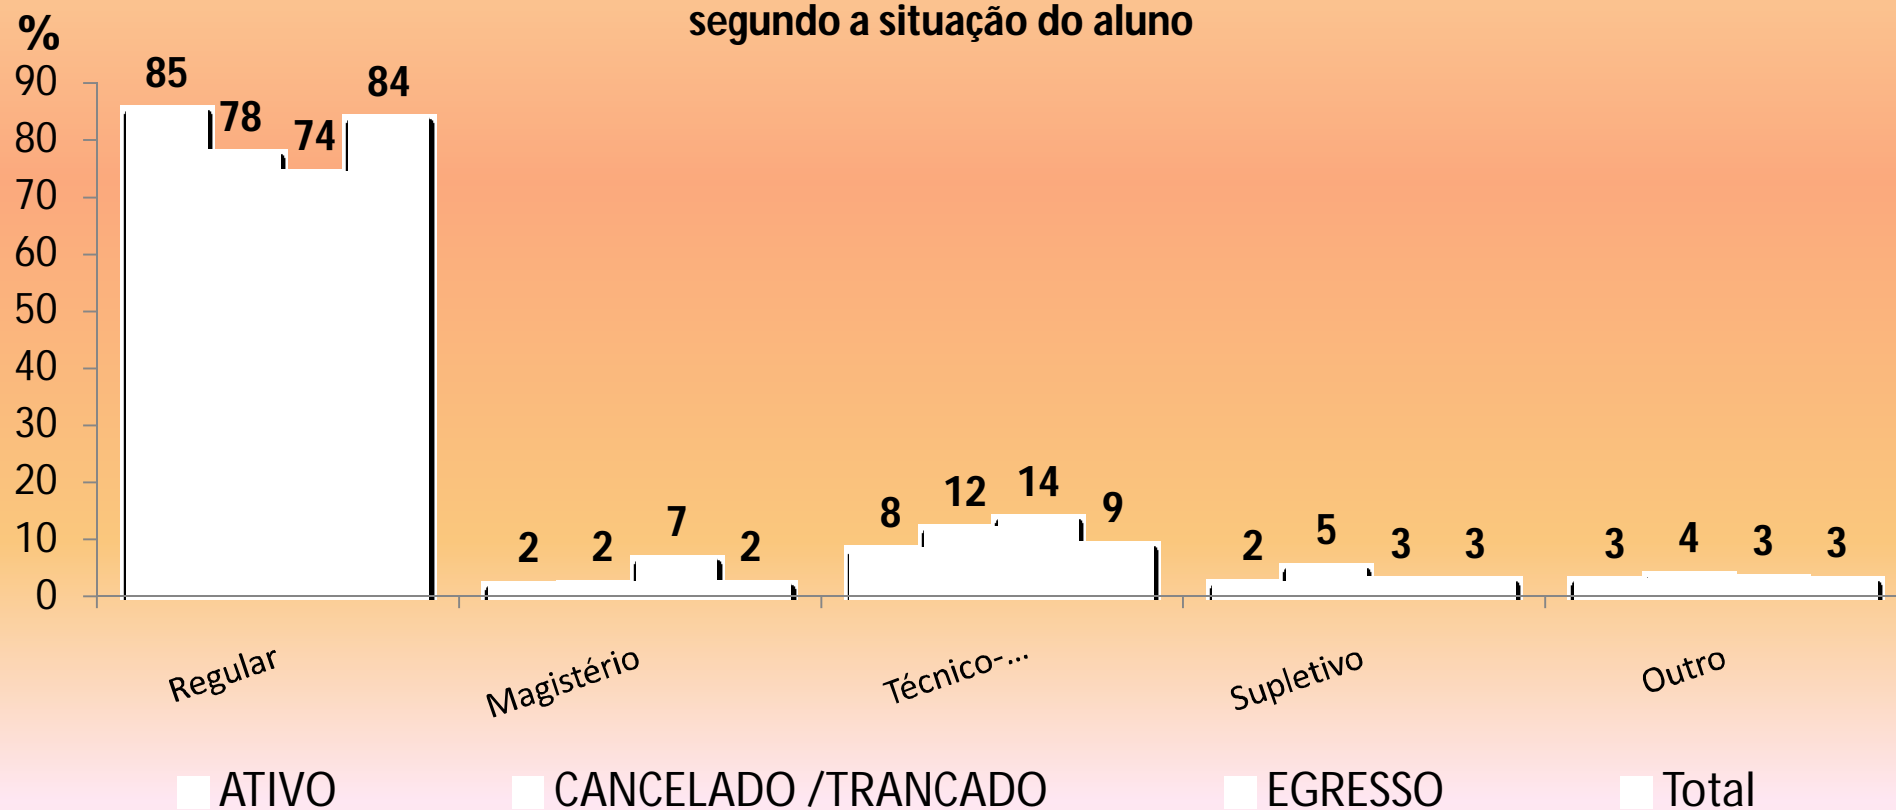 segundo a situação do aluno
%
90
80
70
60
50
40
30
20
10
0
85 78 74 84
2 2 7 2
8 12 14 9
2 5 3 3
3 4 3 3
Regular Magistério Técnico-... Supletivo Outro
ATIVO CANCELADO /TRANCADO EGRESSO Total